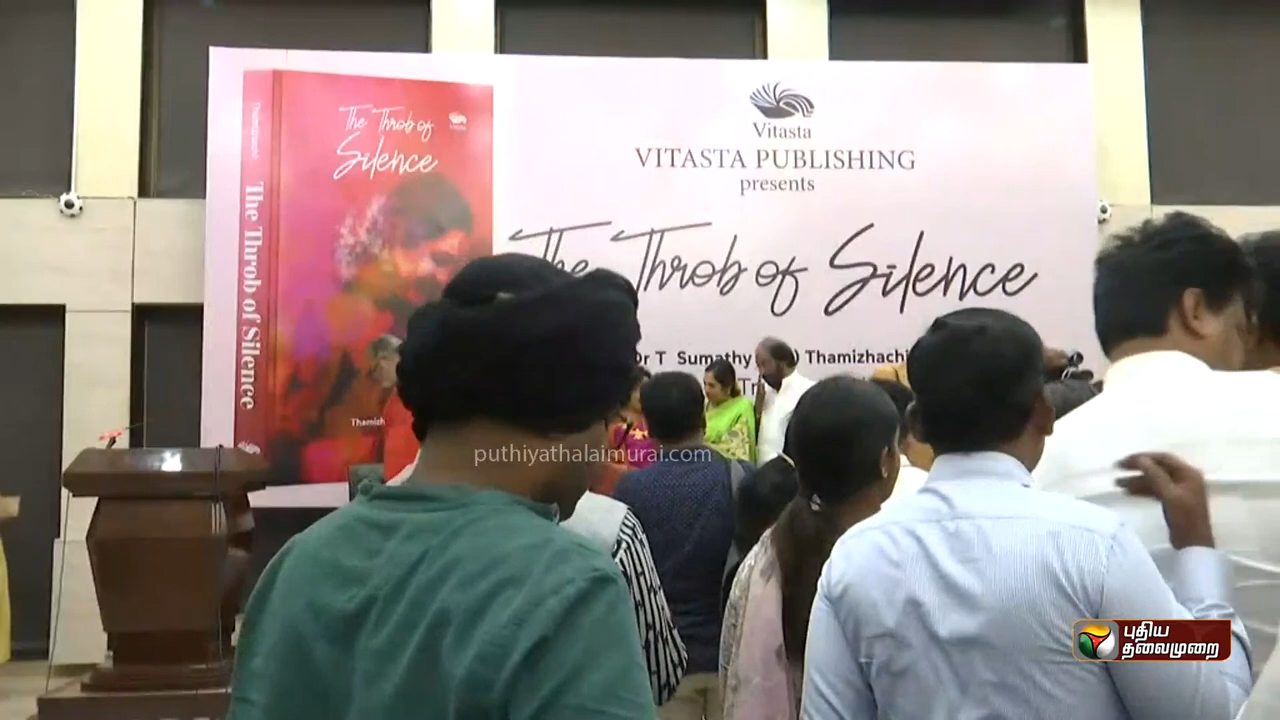 The Throb of
Silence
Thamizhachi
The Throb of Silence
Vitasta
VITASTA PUBLISHING
presents
The Throb of Silence
Dr T Sumathy ) Thamizhachi
puthiyathalaimurai.com
புதிய
தலைமுறை